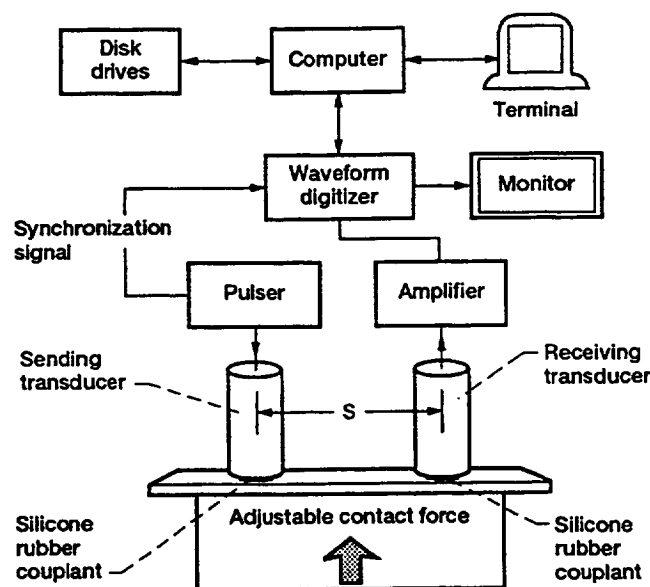 Disk
drives
Computer
Terminal
Waveform
digitizer
Monitor
Synchronization
signal
Pulser
Amplifier
Sending
transducer
Receiving
transducer
S
Adjustable contact force
Silicone
rubber
couplant
Silicone
rubber
couplant